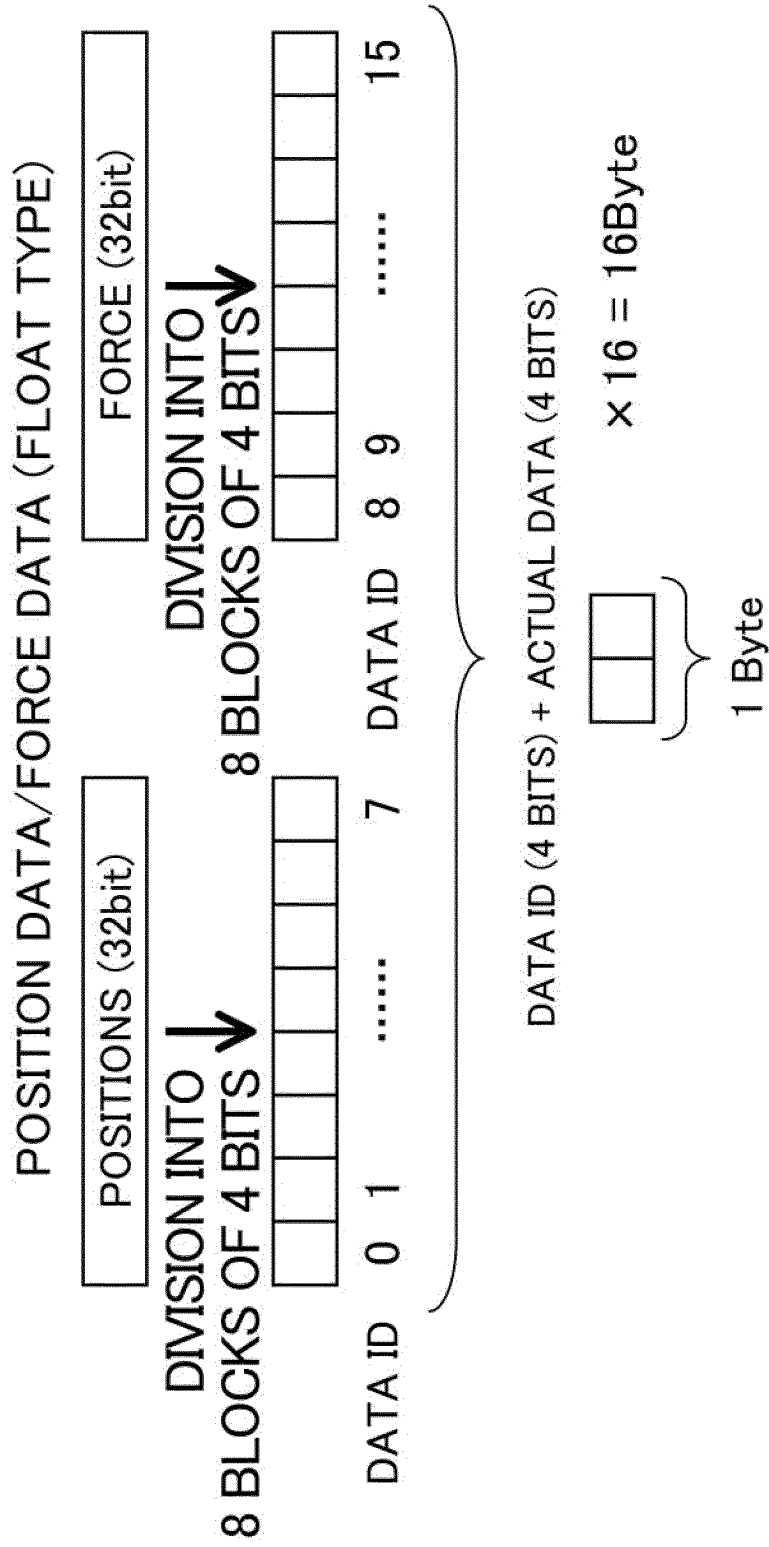 POSITION DATA/FORCE DATA (FLOAT TYPE)
POSITIONS (32bit)
FORCE (32bit)
DIVISION INTO
8 BLOCKS OF 4 BITS
DIVISION INTO
8 BLOCKS OF 4 BITS
DATA ID 0 1 ······ 7
DATA ID 8 9 ······ 15
DATA ID (4 BITS) + ACTUAL DATA (4 BITS)
× 16 = 16Byte
1 Byte